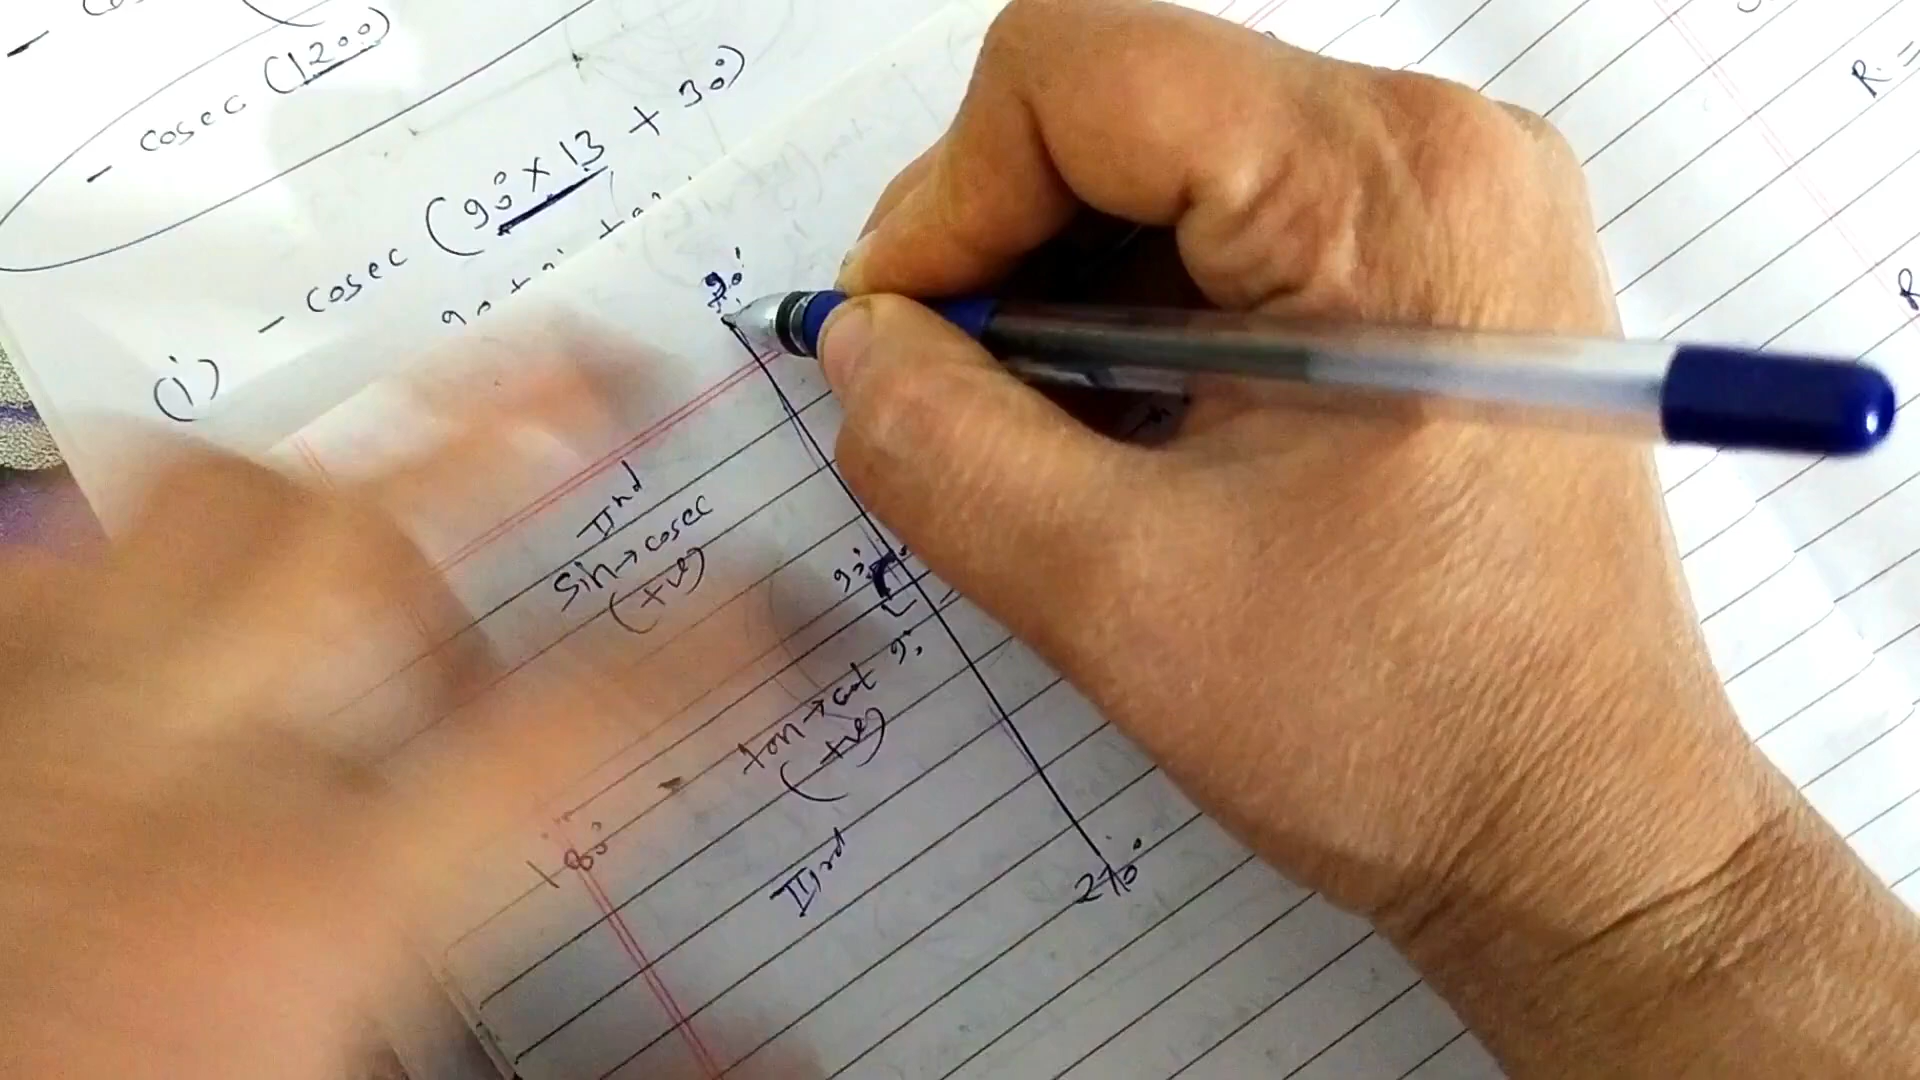 - cosec (1200)
(i) - cosec (90° × 13 + 30°)
90°
IInd
sin → cosec
(+ve)
90°
90°
tan → cot
(+ve)
180°
IIIrd
270°
R =
R